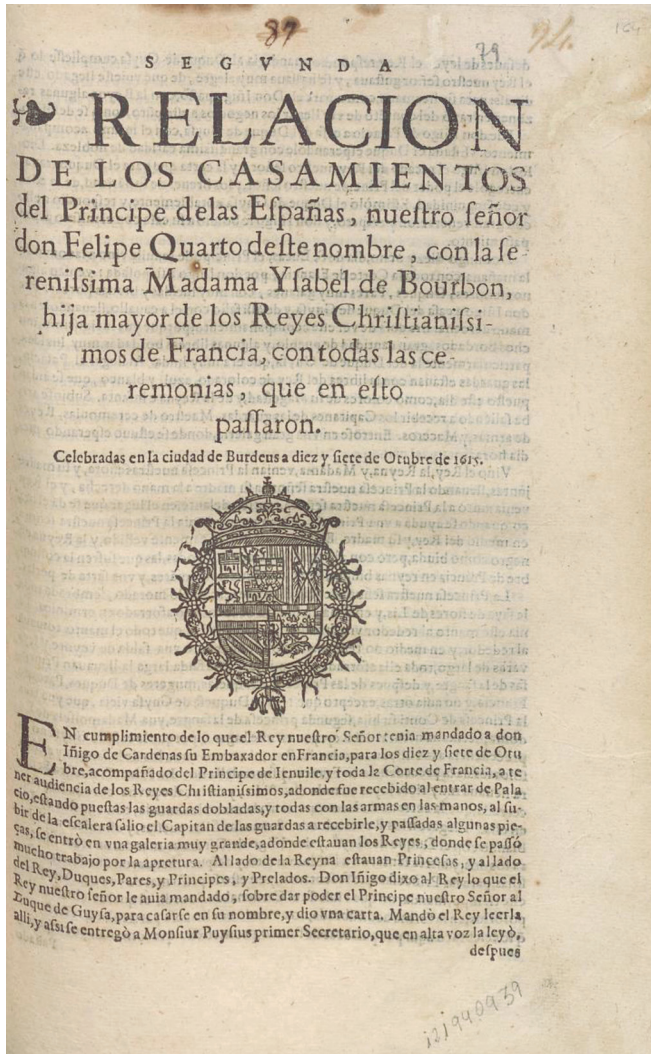 87
79
94.
164
SEGVNDA
RELACION
DE LOS CASAMIENTOS
del Principe delas Eſpañas, nueſtro ſeñor
don Felipe Quarto deſte nombre, con la ſe-
reniſsima Madama Yſabel de Bourbon,
hija mayor de los Reyes Chriſtianiſsi-
mos de Francia, con todas las ce-
remonias, que en eſto
paſſaron.
Celebradas en la ciudad de Burdeus a diez y ſiete de Otubre de 1615.
EN cumplimiento de lo que el Rey nueſtro Señor tenia mandado a don
Iñigo de Cardenas ſu Embaxador en Francia, para los diez y ſiete de Otu
bre, acompañado del Principe de Ienuile, y toda le Corte de Francia, a te
ner audiencia de los Reyes Chriſtianiſsimos, adonde fue recebido al entrar de Pala
cio, eſtando pueſtas las guardas dobladas, y todas con las armas en las manos, al ſu-
bir de la eſcalera ſalio el Capitan de las guardas a recebirle, y paſſadas algunas pie-
ças, ſe entrò en vna galeria muy grande, adonde eſtauan los Reyes, donde ſe paſsò
mucho trabajo por la apretura. Al lado de la Reyna eſtauan Princeſas, y al lado
del Rey, Duques, Pares, y Principes, y Prelados. Don Iñigo dixo al Rey lo que el
Rey nueſtro ſeñor le auia mandado, ſobre dar poder el Principe nueſtro Señor al
Duque de Guyſa, para caſarſe en ſu nombre, y dio vna carta. Mandò el Rey leerla
alli, y aſsi ſe entregò a Monſiur Puyſius primer Secretario, que en alta voz la leyò,
deſpues
i21940939